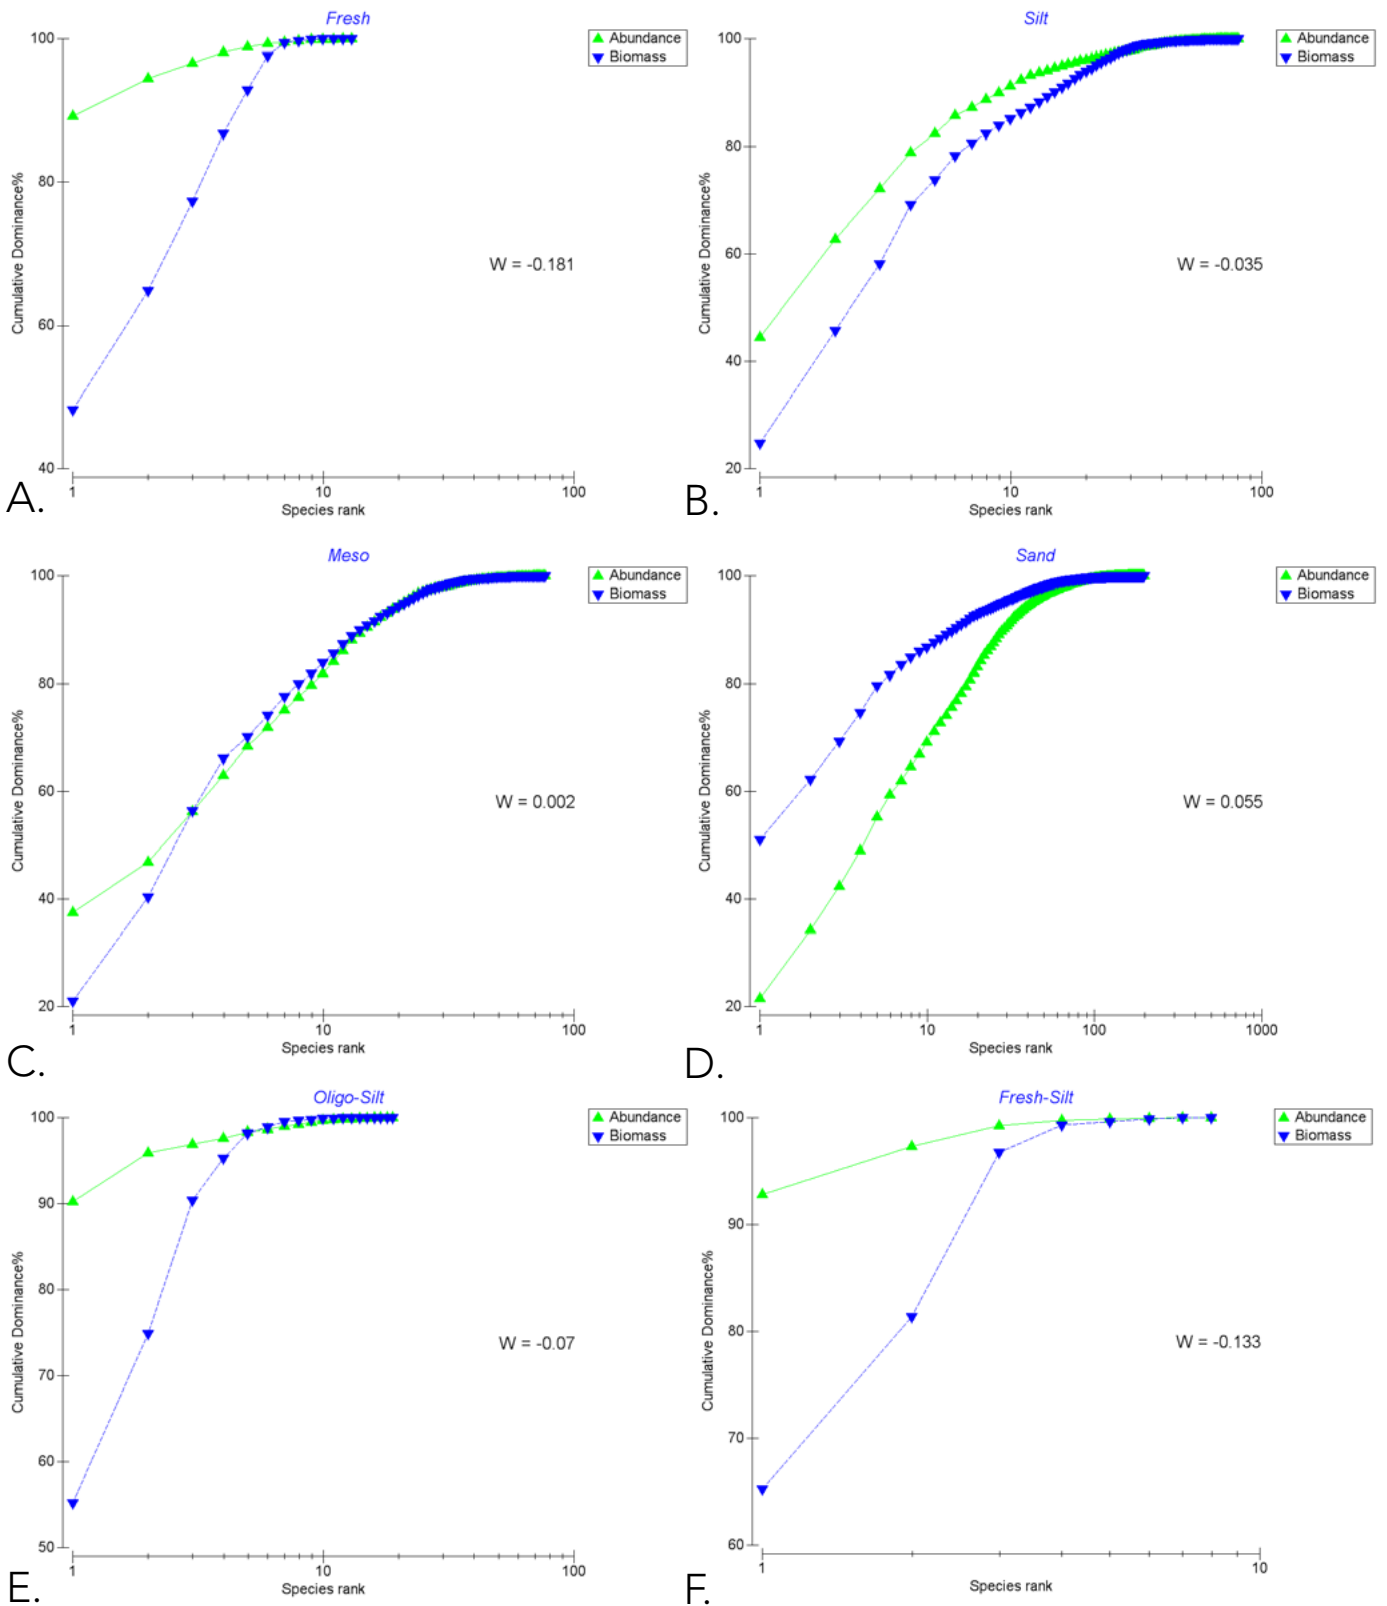 Fresh
Abundance
Biomass
100
80
60
40
Cumulative Dominance%
W = -0.181
1
10
100
Species rank
A.
Silt
Abundance
Biomass
100
80
60
40
20
Cumulative Dominance%
W = -0.035
1
10
100
Species rank
B.
Meso
Abundance
Biomass
100
80
60
40
20
Cumulative Dominance%
W = 0.002
1
10
100
Species rank
C.
Sand
Abundance
Biomass
100
80
60
40
20
Cumulative Dominance%
W = 0.055
1
10
100
1000
Species rank
D.
Oligo-Silt
Abundance
Biomass
100
90
80
70
60
50
Cumulative Dominance%
W = -0.07
1
10
100
Species rank
E.
Fresh-Silt
Abundance
Biomass
100
90
80
70
60
Cumulative Dominance%
W = -0.133
1
10
Species rank
F.